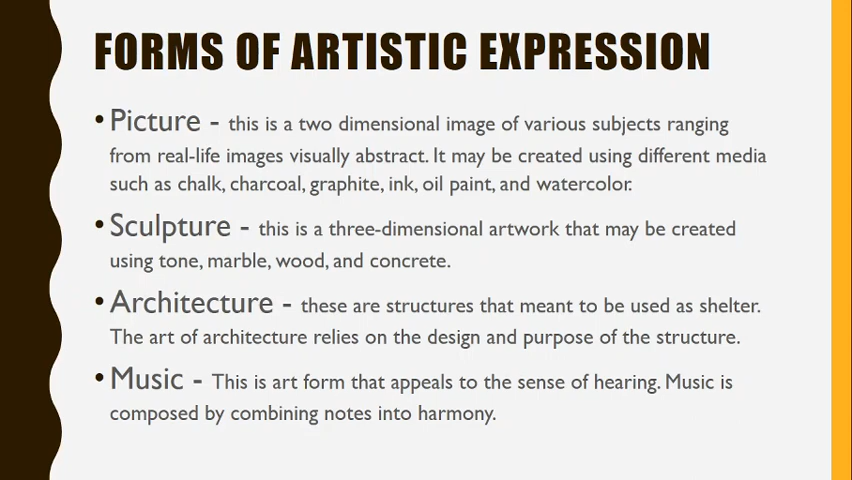 FORMS OF ARTISTIC EXPRESSION
•Picture - this is a two dimensional image of various subjects ranging
from real-life images visually abstract. It may be created using different media
such as chalk, charcoal, graphite, ink, oil paint, and watercolor.
•Sculpture - this is a three-dimensional artwork that may be created
using tone, marble, wood, and concrete.
•Architecture - these are structures that meant to be used as shelter.
The art of architecture relies on the design and purpose of the structure.
•Music - This is art form that appeals to the sense of hearing. Music is
composed by combining notes into harmony.